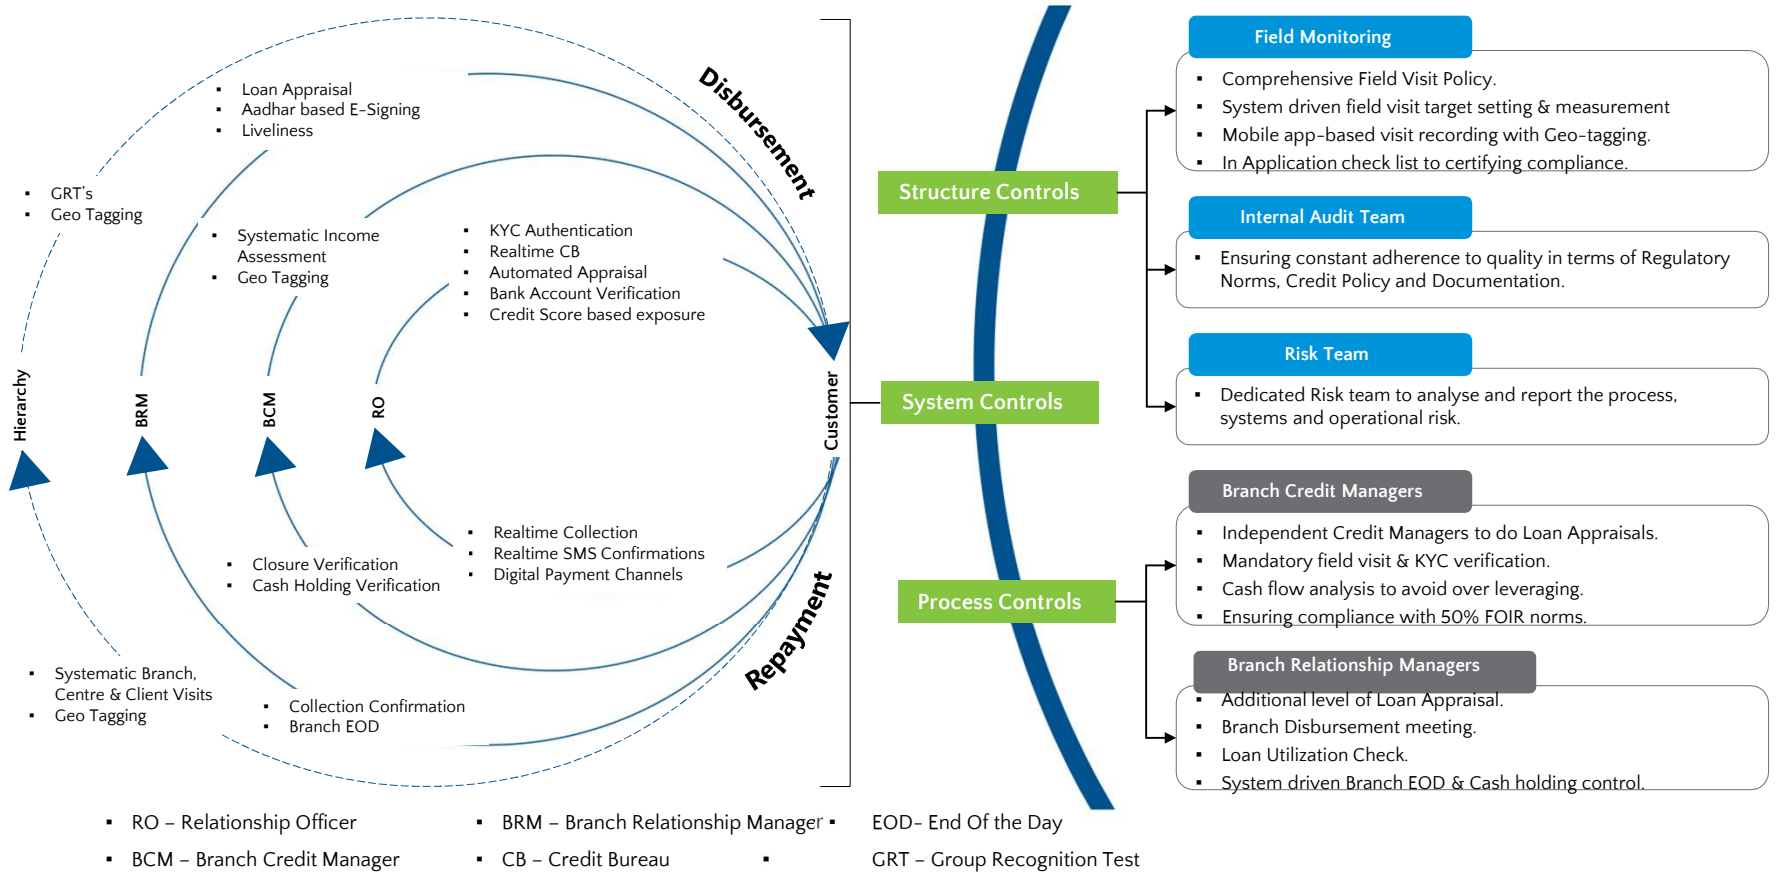 Disbursement
Loan Appraisal
Aadhar based E-Signing
Liveliness
GRT's
Geo Tagging
Systematic Income
Assessment
Geo Tagging
KYC Authentication
Realtime CB
Automated Appraisal
Bank Account Verification
Credit Score based exposure
Hierarchy
BRM
BCM
RO
Customer
Realtime Collection
Realtime SMS Confirmations
Digital Payment Channels
Closure Verification
Cash Holding Verification
Systematic Branch,
Centre & Client Visits
Geo Tagging
Collection Confirmation
Branch EOD
Repayment
Structure Controls
System Controls
Process Controls
Field Monitoring
Comprehensive Field Visit Policy.
System driven field visit target setting & measurement
Mobile app-based visit recording with Geo-tagging.
In Application check list to certifying compliance.
Internal Audit Team
Ensuring constant adherence to quality in terms of Regulatory
Norms, Credit Policy and Documentation.
Risk Team
Dedicated Risk team to analyse and report the process,
systems and operational risk.
Branch Credit Managers
Independent Credit Managers to do Loan Appraisals.
Mandatory field visit & KYC verification.
Cash flow analysis to avoid over leveraging.
Ensuring compliance with 50% FOIR norms.
Branch Relationship Managers
Additional level of Loan Appraisal.
Branch Disbursement meeting.
Loan Utilization Check.
System driven Branch EOD & Cash holding control.
RO – Relationship Officer
BRM – Branch Relationship Manager
EOD- End Of the Day
BCM – Branch Credit Manager
CB – Credit Bureau
GRT – Group Recognition Test